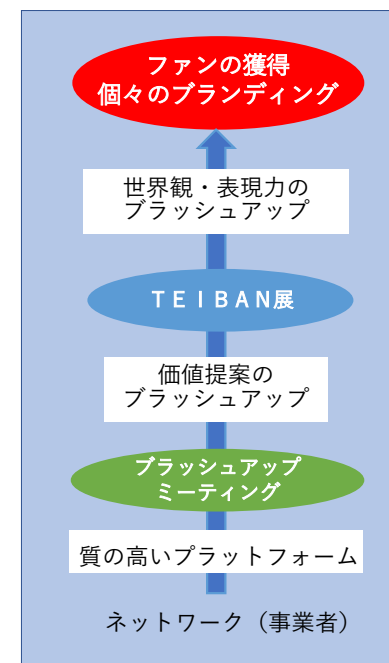 ファンの獲得
個々のブランディング
世界観・表現力の
ブラッシュアップ
ＴＥＩＢＡＮ展
価値提案の
ブラッシュアップ
ブラッシュアップ
ミーティング
質の高いプラットフォーム
ネットワーク（事業者）